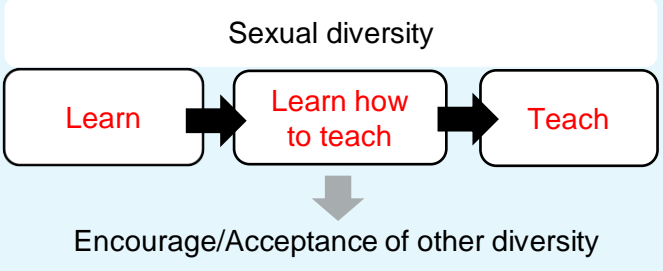 Sexual diversity
Learn
Learn how
to teach
Teach
Encourage/Acceptance of other diversity